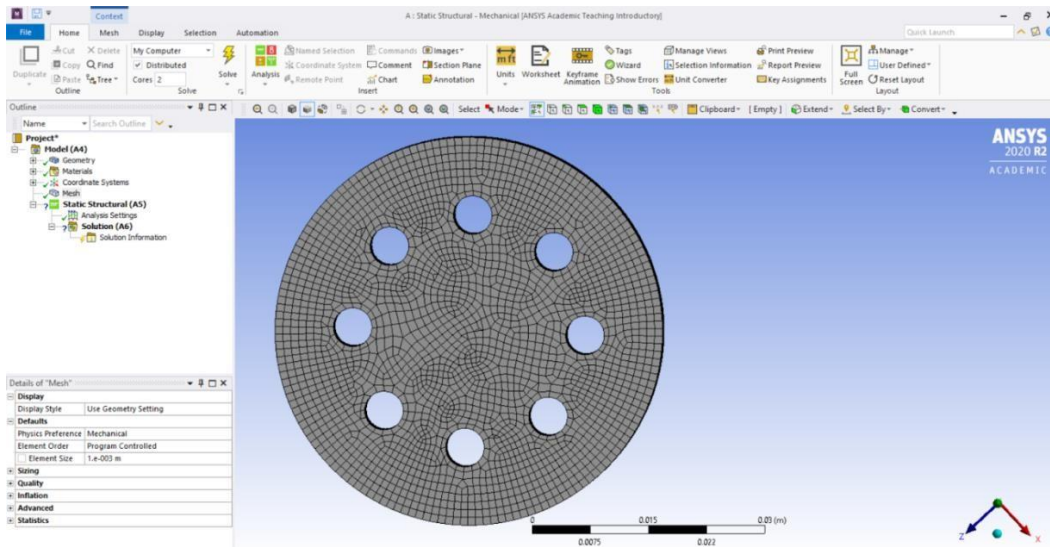 Context
A : Static Structural - Mechanical [ANSYS Academic Teaching Introductory]
File Home Mesh Display Selection Automation
Quick Launch
Duplicate
Cut
Copy
Paste
Delete
Find
Tree
Outline
My Computer
Distributed
Cores 2
Solve
Solve
Analysis
Named Selection
Coordinate System
Remote Point
Commands
Comment
Chart
Images
Section Plane
Annotation
Insert
Units
Worksheet
Keyframe Animation
Tags
Wizard
Show Errors
Manage Views
Selection Information
Unit Converter
Print Preview
Report Preview
Key Assignments
Tools
Full Screen
Manage
User Defined
Reset Layout
Layout
Outline
Select Mode Clipboard [ Empty ] Extend Select By Convert
Name Search Outline
Project*
Model (A4)
Geometry
Materials
Coordinate Systems
Mesh
Static Structural (A5)
Analysis Settings
Solution (A6)
Solution Information
ANSYS
2020 R2
ACADEMIC
Details of "Mesh"
Display
Display Style Use Geometry Setting
Defaults
Physics Preference Mechanical
Element Order Program Controlled
Element Size 1.e-003 m
Sizing
Quality
Inflation
Advanced
Statistics
0 0.015 0.03 (m)
0.0075 0.022
Z X